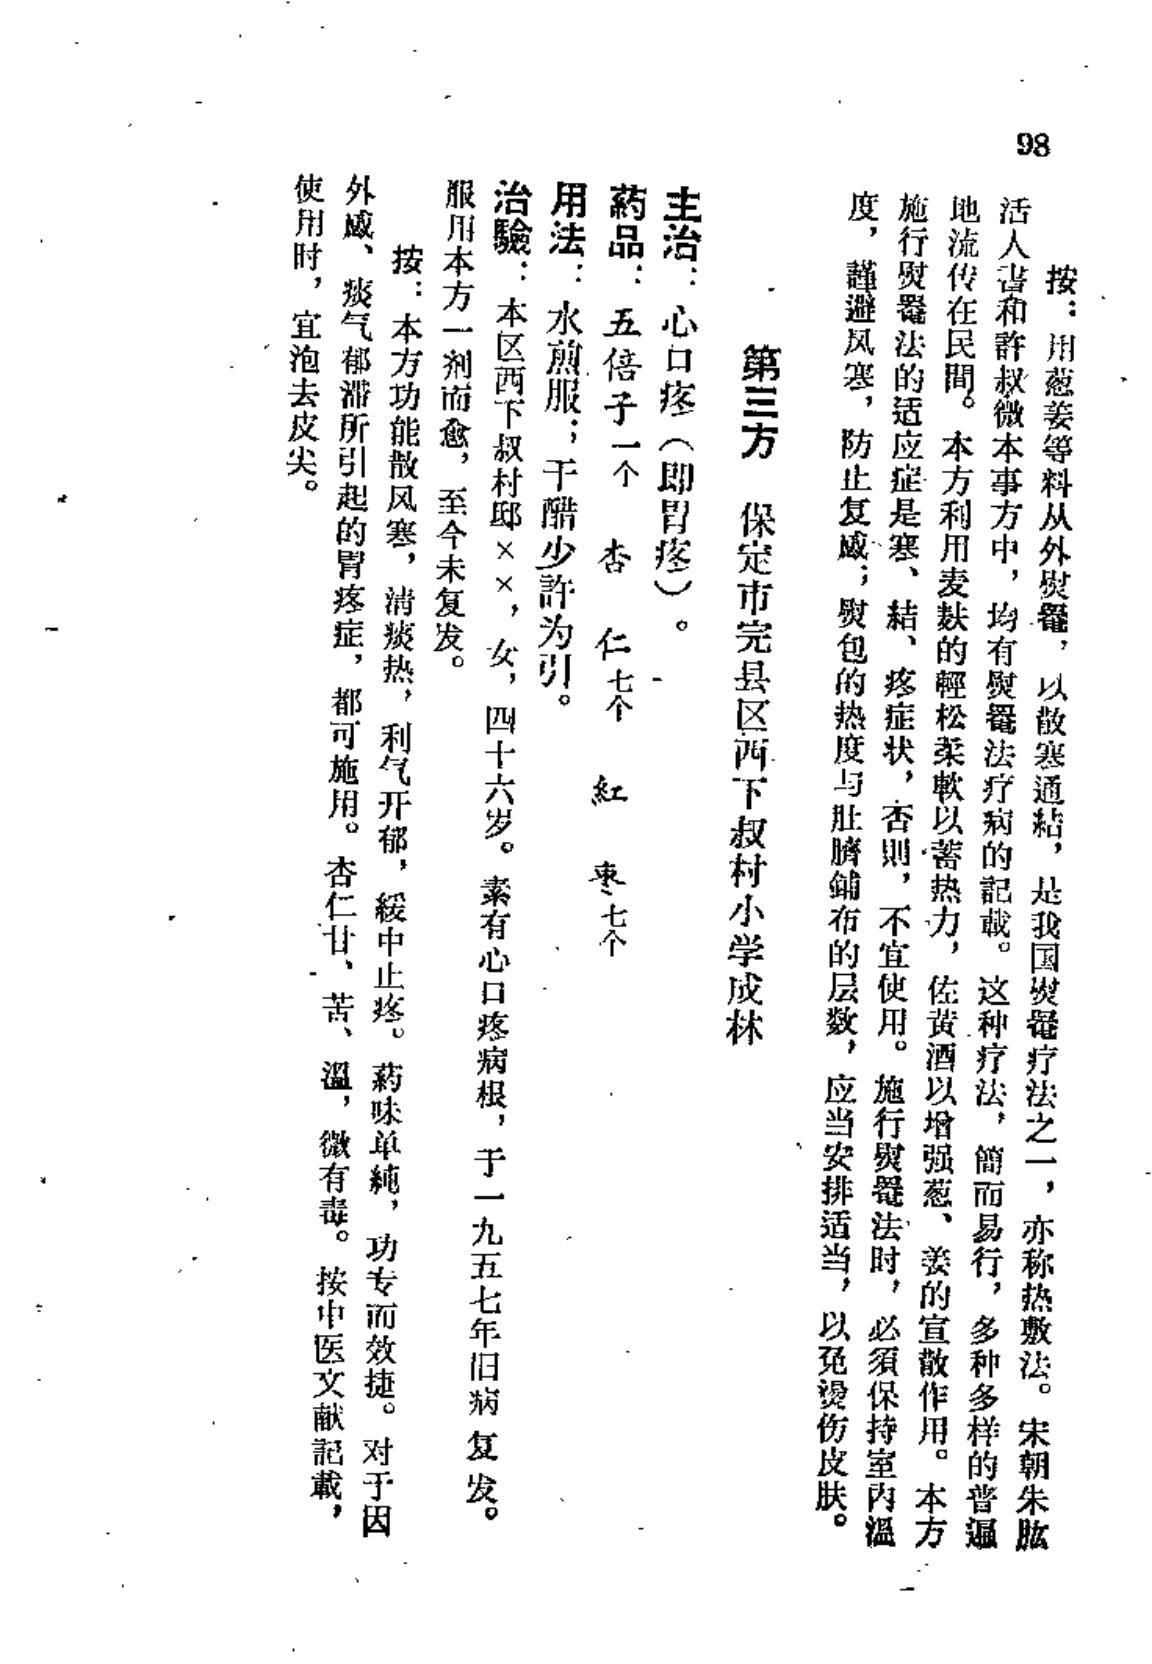 98
按：用葱姜等料从外熨罨，以散寒通結，是我国熨罨疗法之一，亦称热敷法。宋朝朱肱
活人書和許叔微本事方中，均有熨罨法疗病的記載。这种疗法，簡而易行，多种多样的普遍
地流传在民間。本方利用麦麸的輕松柔軟以蓄热力，佐黄酒以增强葱、姜的宣散作用。本方
施行熨罨法的适应症是寒、結、疼症状，否則，不宜使用。施行熨罨法时，必須保持室內溫
度，謹避风寒，防止复感；熨包的热度与肚臍鋪布的层数，应当安排适当，以免燙伤皮肤。
第三方　保定市完县区西下叔村小学成林
主治：心口疼（即胃疼）。
葯品：五倍子一个　杏仁七个　紅枣七个
用法：水煎服；干醋少許为引。
治驗：本区西下叔村邸××，女，四十六岁。素有心口疼病根，于一九五七年旧病复发。
服用本方一剂而愈，至今未复发。
按：本方功能散风寒，清痰热，利气开郁，緩中止疼。葯味单純，功专而效捷。对于因
外感、痰气郁滞所引起的胃疼症，都可施用。杏仁甘、苦、溫，微有毒。按中医文献記載，
使用时，宜泡去皮尖。